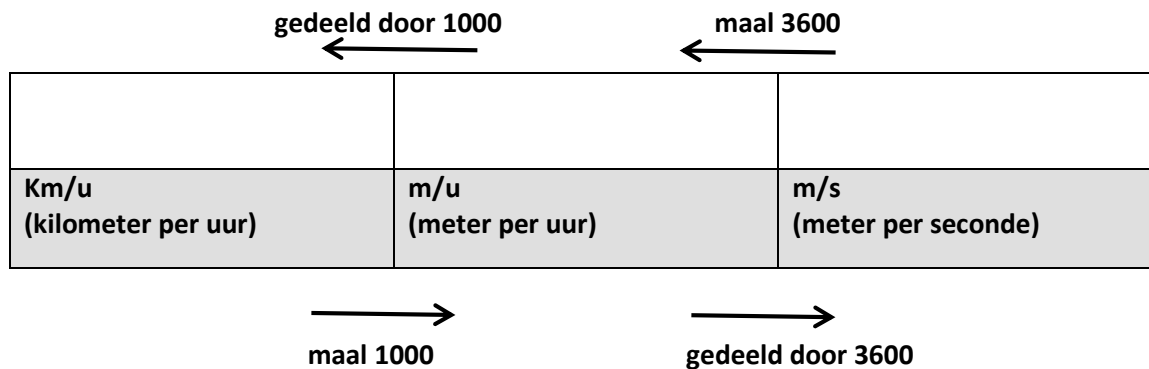 gedeeld door 1000
maal 3600
Km/u
(kilometer per uur)
m/u
(meter per uur)
m/s
(meter per seconde)
maal 1000
gedeeld door 3600